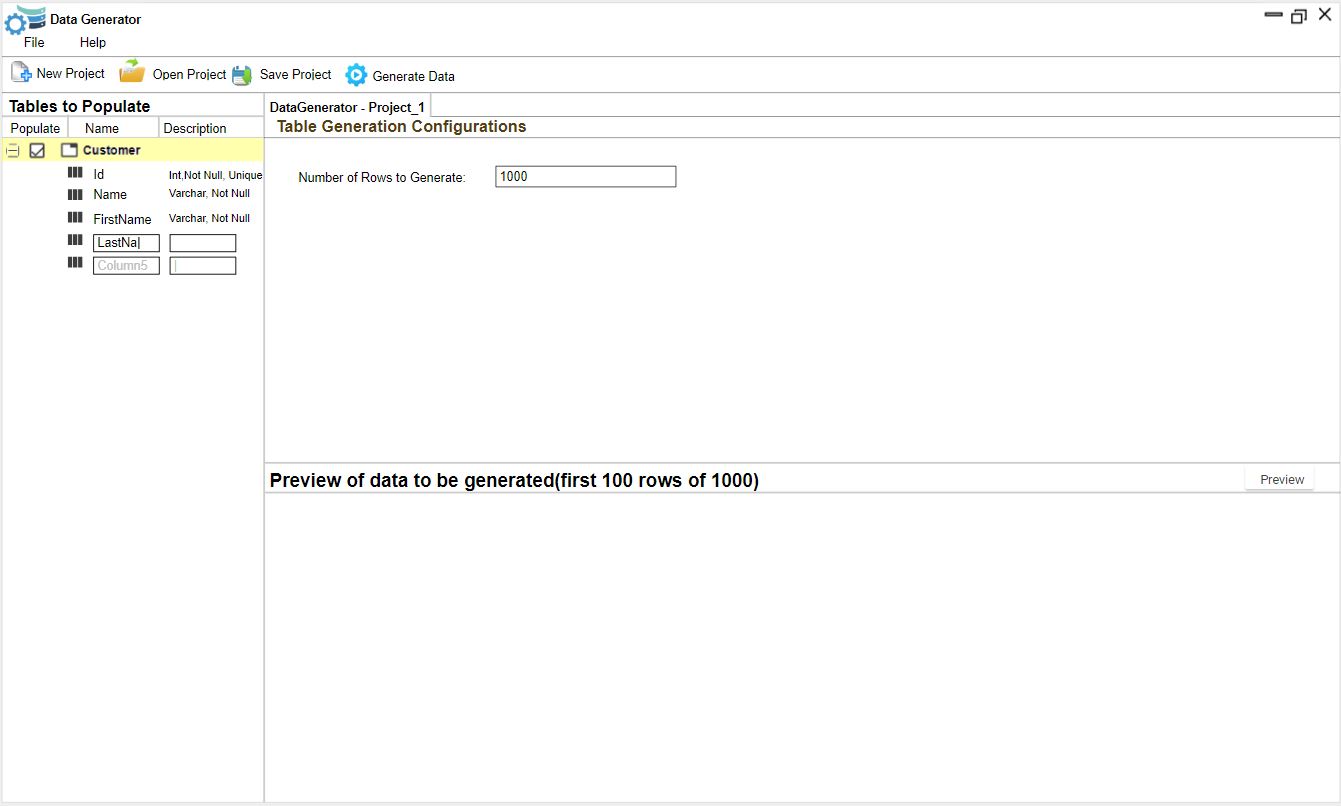 Data Generator
File Help
New Project Open Project Save Project Generate Data
Tables to Populate
Populate Name Description
Customer
Id Int,Not Null, Unique
Name Varchar, Not Null
FirstName Varchar, Not Null
LastNa|
Column5
DataGenerator - Project_1
Table Generation Configurations
Number of Rows to Generate: 1000
Preview of data to be generated(first 100 rows of 1000) Preview